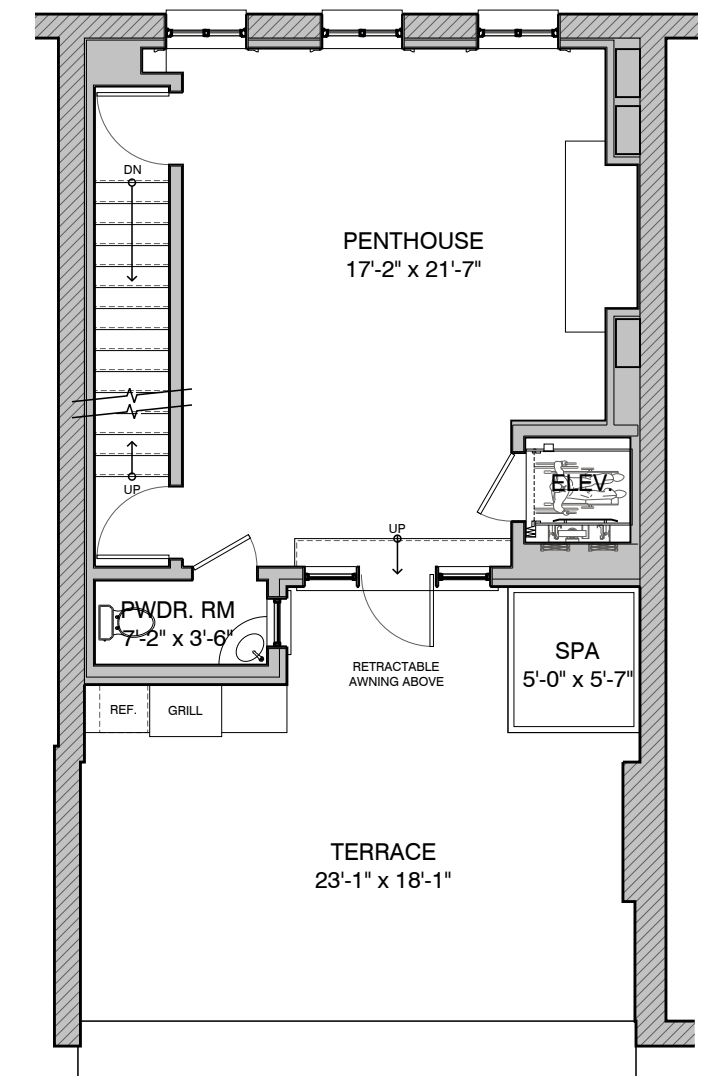 DN
PENTHOUSE
17'-2" x 21'-7"
UP
ELEV.
UP
PWDR. RM
7'-2" x 3'-6"
RETRACTABLE
AWNING ABOVE
SPA
5'-0" x 5'-7"
REF.
GRILL
TERRACE
23'-1" x 18'-1"